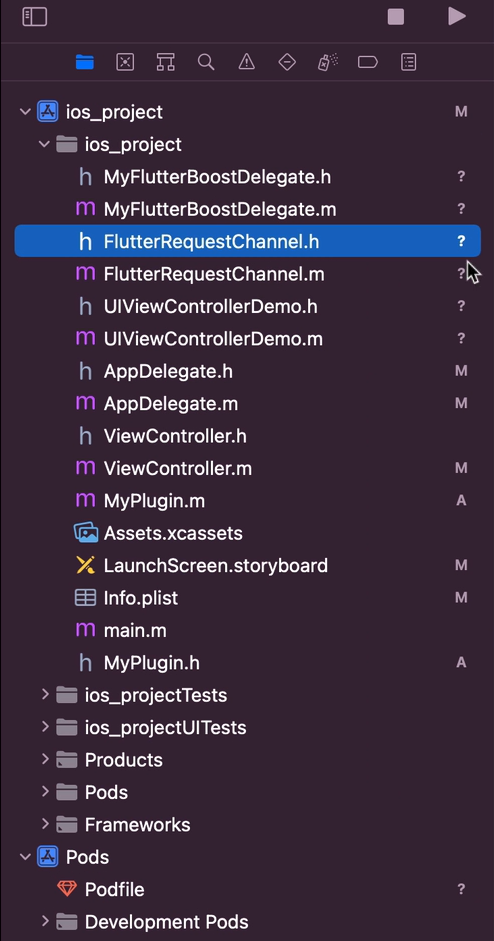 ios_project M
ios_project
h MyFlutterBoostDelegate.h ?
m MyFlutterBoostDelegate.m ?
h FlutterRequestChannel.h ?
m FlutterRequestChannel.m ?
h UIViewControllerDemo.h ?
m UIViewControllerDemo.m ?
h AppDelegate.h M
m AppDelegate.m M
h ViewController.h
m ViewController.m M
m MyPlugin.m A
Assets.xcassets
LaunchScreen.storyboard M
Info.plist M
m main.m
h MyPlugin.h A
ios_projectTests
ios_projectUITests
Products
Pods
Frameworks
Pods
Podfile ?
Development Pods